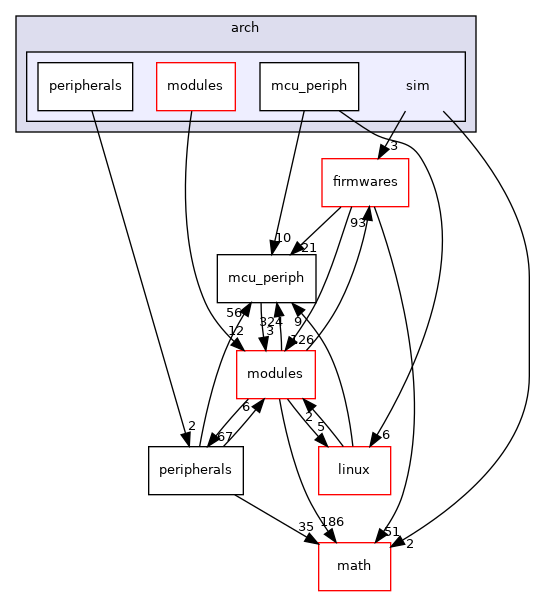 arch
peripherals
modules
mcu_periph
sim
3
firmwares
93
10
21
mcu_periph
56
324
9
12
3
126
modules
6
2
5
2
67
6
peripherals
linux
35
186
51
2
math